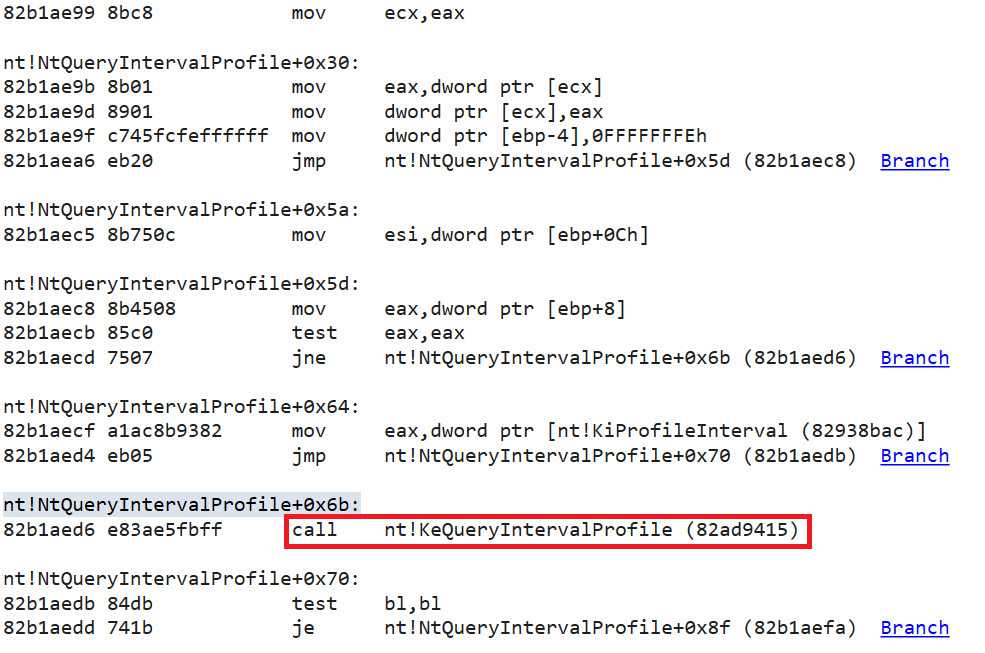 82b1ae99 8bc8            mov     ecx,eax
nt!NtQueryIntervalProfile+0x30:
82b1ae9b 8b01            mov     eax,dword ptr [ecx]
82b1ae9d 8901            mov     dword ptr [ecx],eax
82b1ae9f c745fcfeffffff  mov     dword ptr [ebp-4],0FFFFFFFEh
82b1aea6 eb20            jmp     nt!NtQueryIntervalProfile+0x5d (82b1aec8)  Branch
nt!NtQueryIntervalProfile+0x5a:
82b1aec5 8b750c          mov     esi,dword ptr [ebp+0Ch]
nt!NtQueryIntervalProfile+0x5d:
82b1aec8 8b4508          mov     eax,dword ptr [ebp+8]
82b1aecb 85c0            test    eax,eax
82b1aecd 7507            jne     nt!NtQueryIntervalProfile+0x6b (82b1aed6)  Branch
nt!NtQueryIntervalProfile+0x64:
82b1aecf a1ac8b9382      mov     eax,dword ptr [nt!KiProfileInterval (82938bac)]
82b1aed4 eb05            jmp     nt!NtQueryIntervalProfile+0x70 (82b1aedb)  Branch
nt!NtQueryIntervalProfile+0x6b:
82b1aed6 e83ae5fbff      call    nt!KeQueryIntervalProfile (82ad9415)
nt!NtQueryIntervalProfile+0x70:
82b1aedb 84db            test    bl,bl
82b1aedd 741b            je      nt!NtQueryIntervalProfile+0x8f (82b1aefa)  Branch